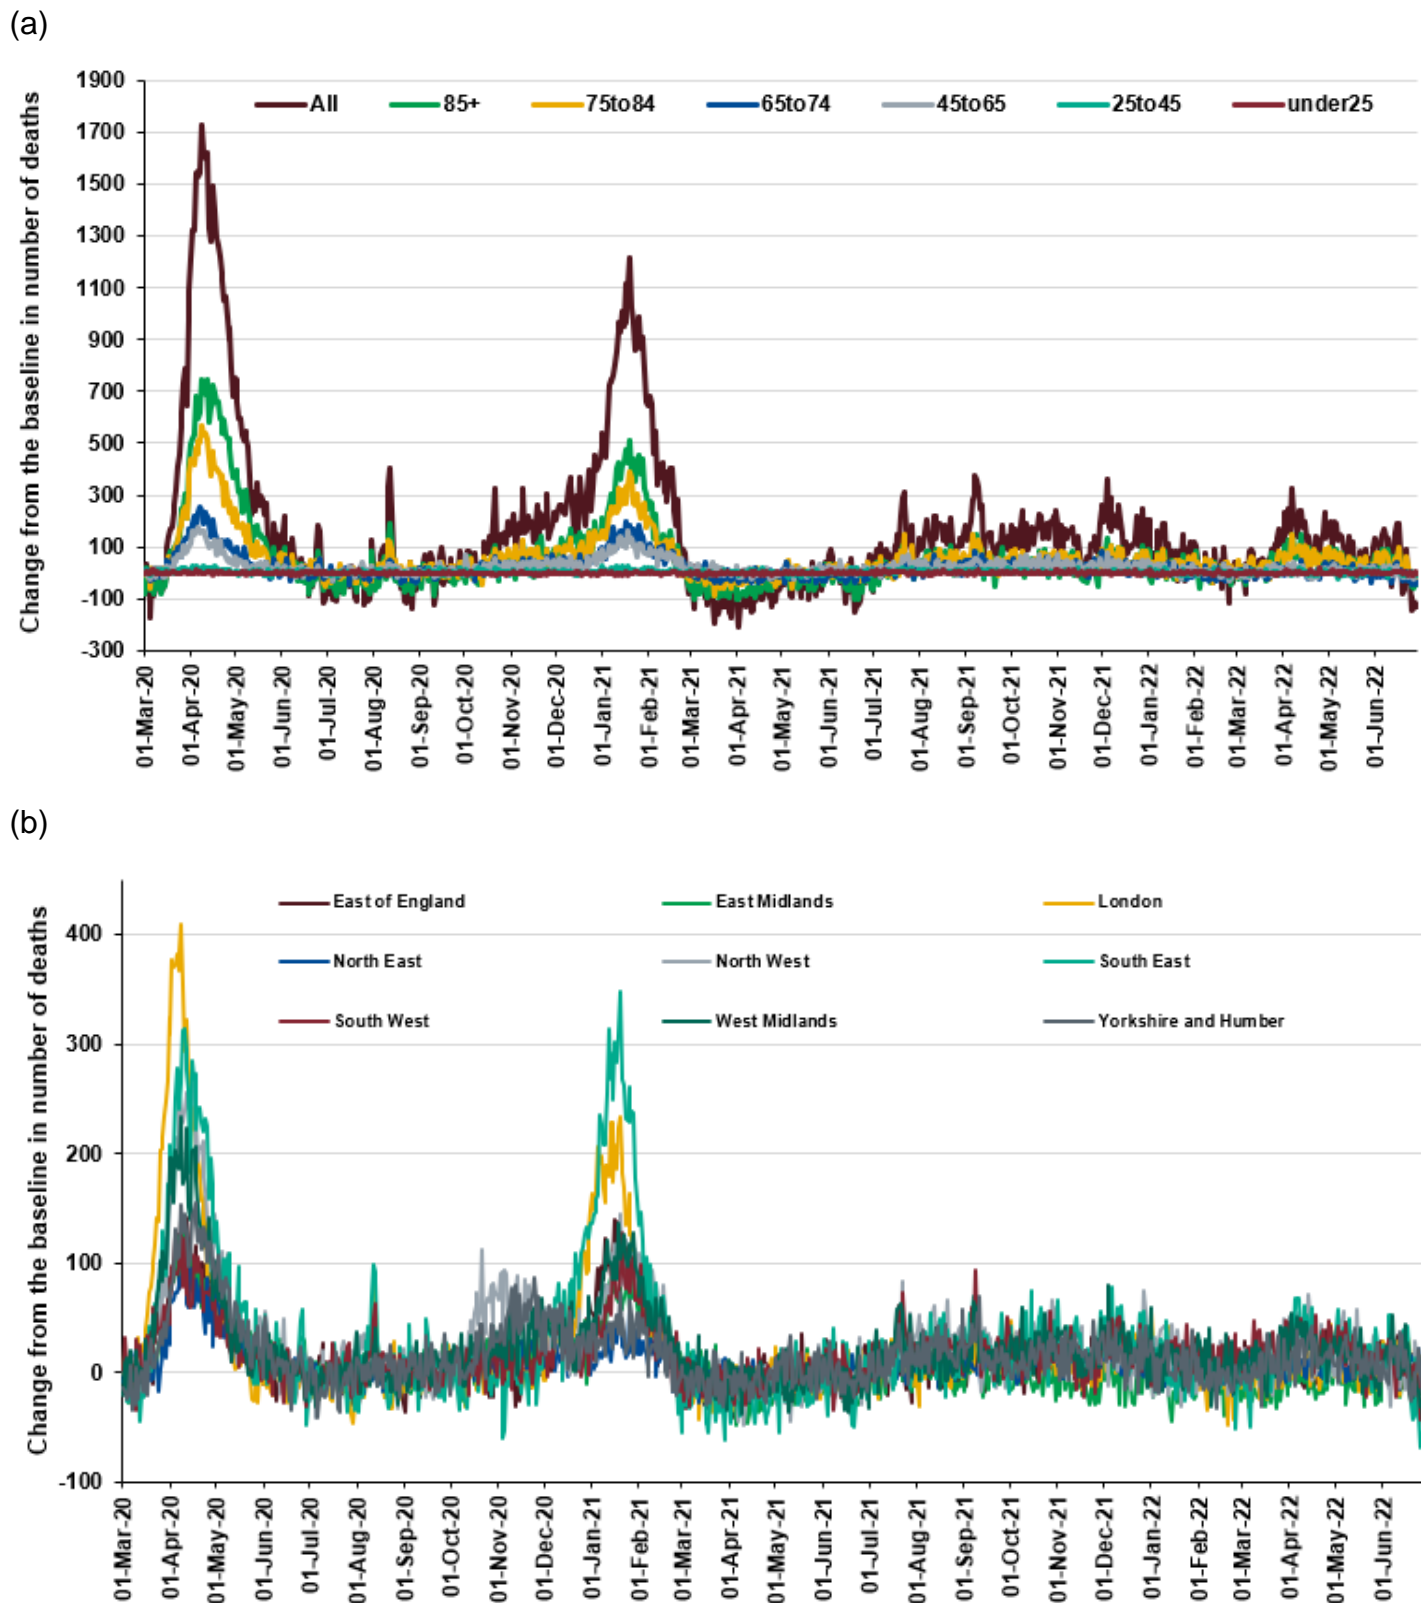 (a)
Change from the baseline in number of deaths
1900
1700
1500
1300
1100
900
700
500
300
100
-100
-300
All 85+ 75to84 65to74 45to65 25to45 under25
01-Mar-20 01-Apr-20 01-May-20 01-Jun-20 01-Jul-20 01-Aug-20 01-Sep-20 01-Oct-20 01-Nov-20 01-Dec-20 01-Jan-21 01-Feb-21 01-Mar-21 01-Apr-21 01-May-21 01-Jun-21 01-Jul-21 01-Aug-21 01-Sep-21 01-Oct-21 01-Nov-21 01-Dec-21 01-Jan-22 01-Feb-22 01-Mar-22 01-Apr-22 01-May-22 01-Jun-22
(b)
Change from the baseline in number of deaths
400
300
200
100
0
-100
East of England East Midlands London
North East North West South East
South West West Midlands Yorkshire and Humber
01-Mar-20 01-Apr-20 01-May-20 01-Jun-20 01-Jul-20 01-Aug-20 01-Sep-20 01-Oct-20 01-Nov-20 01-Dec-20 01-Jan-21 01-Feb-21 01-Mar-21 01-Apr-21 01-May-21 01-Jun-21 01-Jul-21 01-Aug-21 01-Sep-21 01-Oct-21 01-Nov-21 01-Dec-21 01-Jan-22 01-Feb-22 01-Mar-22 01-Apr-22 01-May-22 01-Jun-22